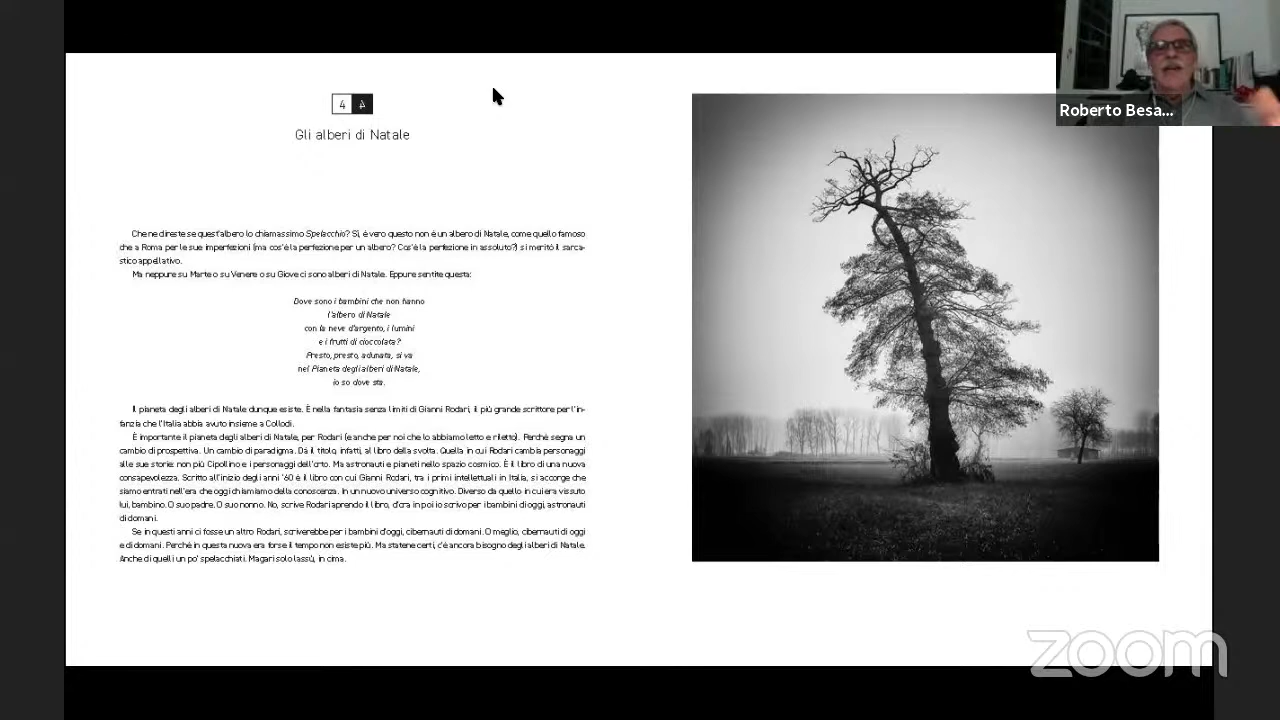 Roberto Besa...
4 4
Gli alberi di Natale
Che ne direste se quest'albero lo chiamassimo Spelacchio? Sì, è vero questo non è un albero di Natale, come quello famoso
che a Roma per le sue imperfezioni (ma cos'è la perfezione per un albero? Cos'è la perfezione in assoluto?) si meritò il sarca-
stico appellativo.
Ma neppure su Marte o su Venere o su Giove ci sono alberi di Natale. Eppure sentite questa:
Dove sono i bambini che non hanno
l'albero di Natale
con la neve d'argento, i lumini
e i frutti di cioccolata?
Presto, presto, adunata, si va
nel Pianeta degli alberi di Natale,
io so dove sta.
Il pianeta degli alberi di Natale dunque esiste. È nella fantasia senza limiti di Gianni Rodari, il più grande scrittore per l'in-
fanzia che l'Italia abbia avuto insieme a Collodi.
È importante il pianeta degli alberi di Natale, per Rodari (e anche per noi che lo abbiamo letto e riletto). Perché segna un
cambio di prospettiva. Un cambio di paradigma. Dà il titolo, infatti, al libro della svolta. Quella in cui Rodari cambia personaggi
alle sue storie: non più Cipollino e i personaggi dell'orto. Ma astronauti e pianeti nello spazio cosmico. È il libro di una nuova
consapevolezza. Scritto all'inizio degli anni '60 è il libro con cui Gianni Rodari, tra i primi intellettuali in Italia, si accorge che
siamo entrati nell'era che oggi chiamiamo della conoscenza. In un nuovo universo cognitivo. Diverso da quello in cui era vissuto
lui, bambino. O suo padre. O suo nonno. No, scrive Rodari aprendo il libro, d'ora in poi io scrivo per i bambini di oggi, astronauti
di domani.
Se in questi anni ci fosse un altro Rodari, scriverebbe per i bambini d'oggi, cibernauti di domani. O meglio, cibernauti di oggi
e di domani. Perché in questa nuova era forse il tempo non esiste più. Ma statene certi, c'è ancora bisogno degli alberi di Natale.
Anche di quelli un po' spelacchiati. Magari solo lassù, in cima.
zoom